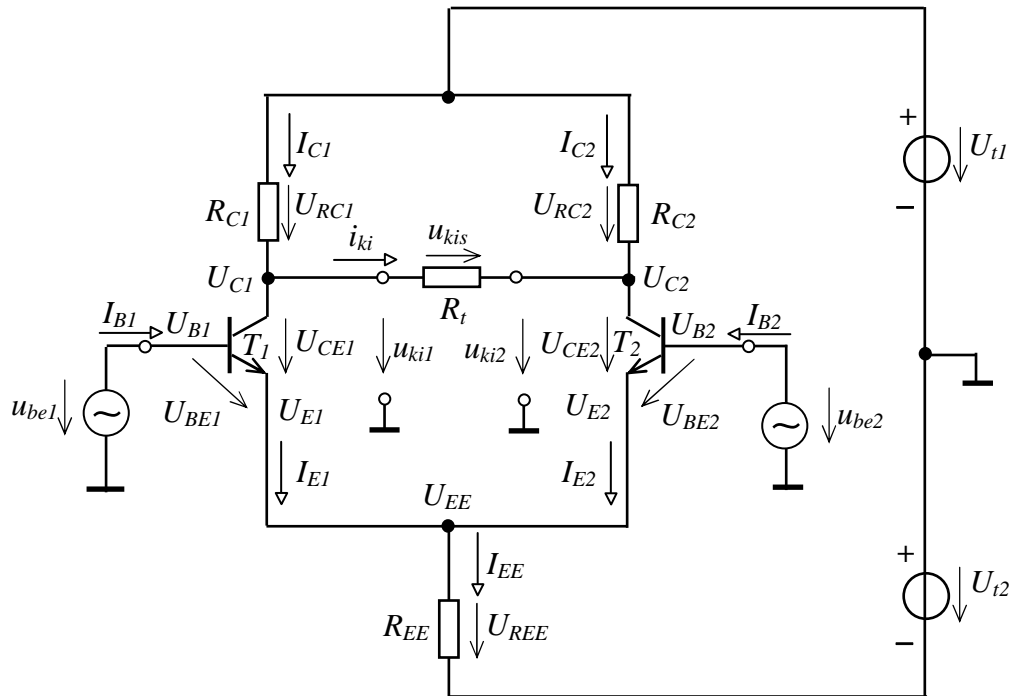 +
I_C1
I_C2
U_t1
R_C1
U_RC1
U_RC2
R_C2
−
i_ki
u_kis
U_C1
U_C2
R_t
I_B1
U_B1
T_1
U_CE1
u_ki1
u_ki2
U_CE2
T_2
U_B2
I_B2
u_be1
~
U_BE1
U_E1
U_E2
U_BE2
~
u_be2
I_E1
I_E2
U_EE
I_EE
+
U_t2
R_EE
U_REE
−